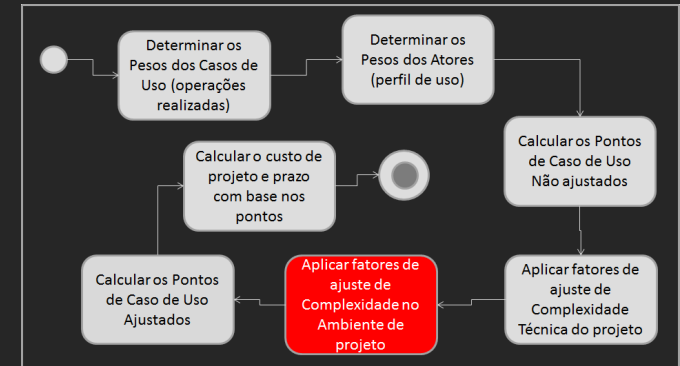 Determinar os
Pesos dos Casos de
Uso (operações
realizadas)
Determinar os
Pesos dos Atores
(perfil de uso)
Calcular os Pontos
de Caso de Uso
Não ajustados
Aplicar fatores de
ajuste de
Complexidade
Técnica do projeto
Aplicar fatores de
ajuste de
Complexidade no
Ambiente de
projeto
Calcular os Pontos
de Caso de Uso
Ajustados
Calcular o custo de
projeto e prazo
com base nos
pontos